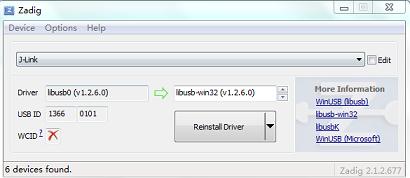 Zadig
Device Options Help
J-Link Edit
Driver libusb0 (v1.2.6.0) libusb-win32 (v1.2.6.0)
USB ID 1366 0101
WCID ?
Reinstall Driver
More Information
WinUSB (libusb)
libusb-win32
libusbK
WinUSB (Microsoft)
6 devices found. Zadig 2.1.2.677